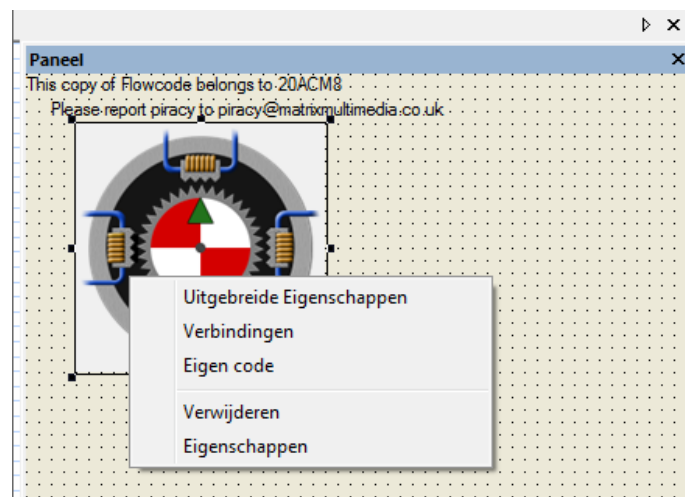 Paneel
This copy of Flowcode belongs to 20ACM8
Please report piracy to piracy@matrixmultimedia.co.uk
Uitgebreide Eigenschappen
Verbindingen
Eigen code
Verwijderen
Eigenschappen